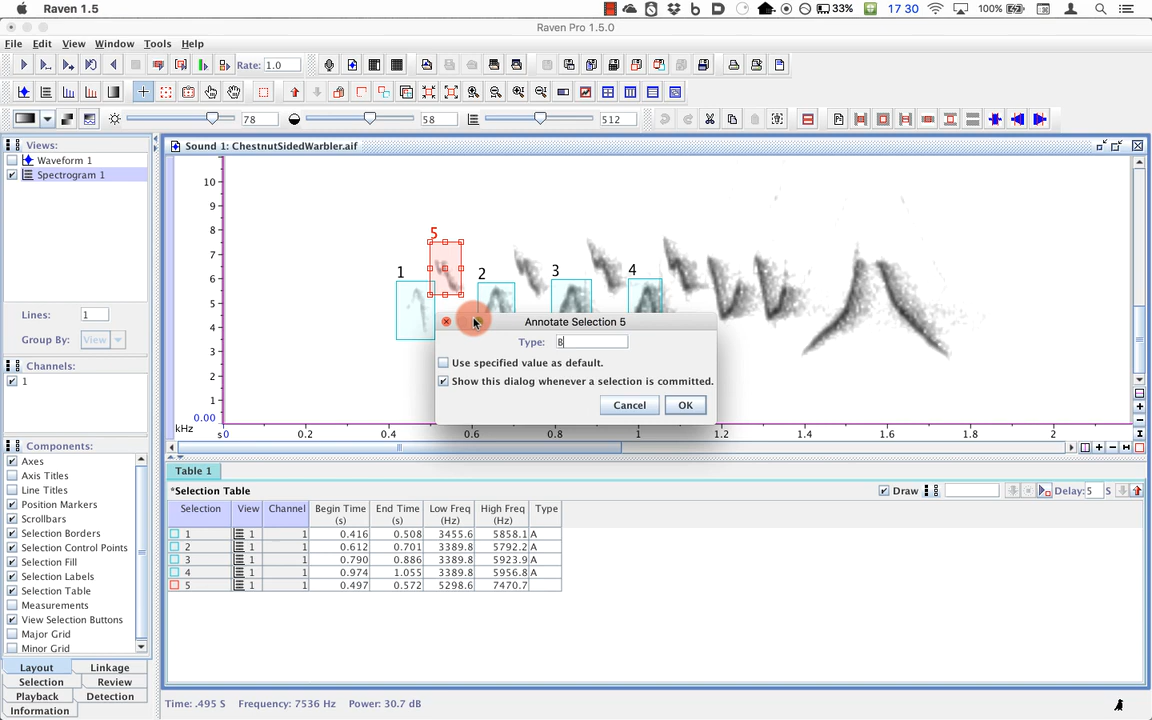 Raven 1.5
33%
17 30
100%
Raven Pro 1.5.0
File Edit View Window Tools Help
Rate: 1.0
78
58
512
Views:
Waveform 1
Spectrogram 1
Lines: 1
Group By: View
Channels:
1
Components:
Axes
Axis Titles
Line Titles
Position Markers
Scrollbars
Selection Borders
Selection Control Points
Selection Fill
Selection Labels
Selection Table
Measurements
View Selection Buttons
Major Grid
Minor Grid
Layout Linkage
Selection Review
Playback Detection
Information
Sound 1: ChestnutSidedWarbler.aif
10
9
8
7
6
5
4
3
2
1
0.00
kHz
1
5
2
3
4
s0 0.2 0.4 0.6 0.8 1 1.2 1.4 1.6 1.8 2
Annotate Selection 5
Type: B
Use specified value as default.
Show this dialog whenever a selection is committed.
Cancel OK
Table 1
*Selection Table
Draw
Delay: 5 S
Selection View Channel Begin Time (s) End Time (s) Low Freq (Hz) High Freq (Hz) Type
1 1 1 0.416 0.508 3455.6 5858.1 A
2 1 1 0.612 0.701 3389.8 5792.2 A
3 1 1 0.790 0.886 3389.8 5923.9 A
4 1 1 0.974 1.055 3389.8 5956.8 A
5 1 1 0.497 0.572 5298.6 7470.7
Time: .495 S Frequency: 7536 Hz Power: 30.7 dB